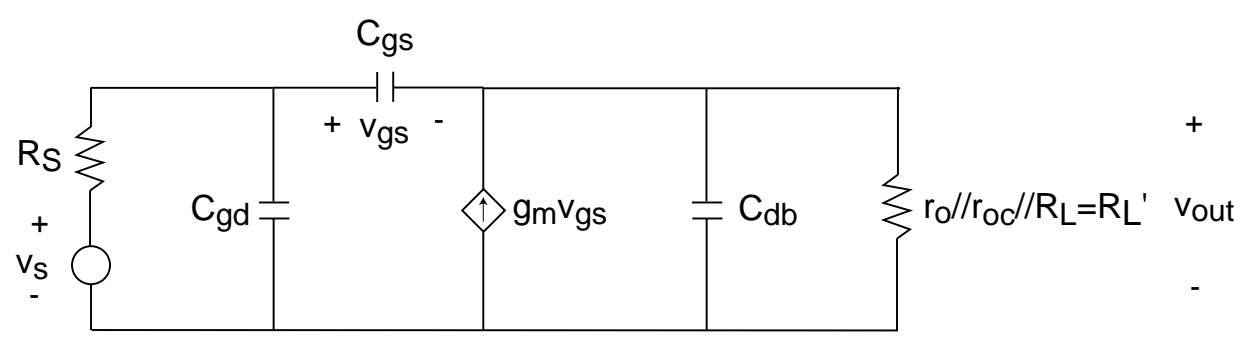 Cgs
+ vgs -
RS
+
vs
-
Cgd
gmvgs
Cdb
ro//roc//RL=RL'
+
vout
-